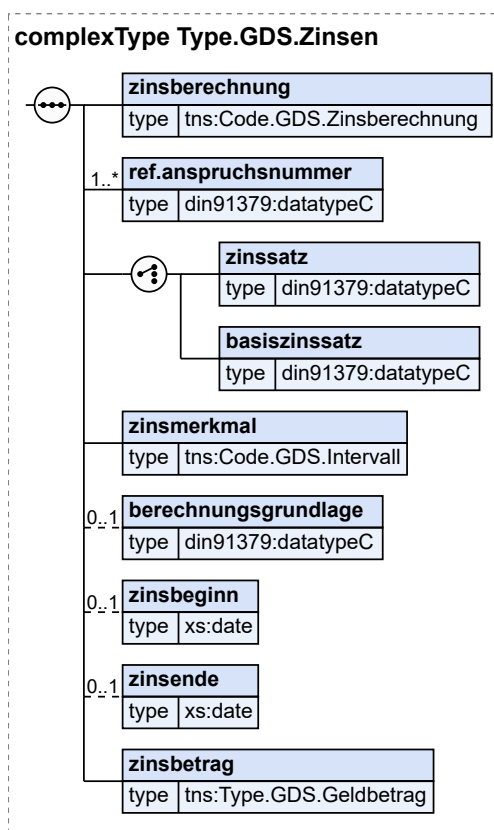 complexType Type.GDS.Zinsen
zinsberechnung
type tns:Code.GDS.Zinsberechnung
1..* ref.anspruchsnummer
type din91379:datatypeC
zinssatz
type din91379:datatypeC
basiszinssatz
type din91379:datatypeC
zinsmerkmal
type tns:Code.GDS.Intervall
0..1 berechnungsgrundlage
type din91379:datatypeC
0..1 zinsbeginn
type xs:date
0..1 zinsende
type xs:date
zinsbetrag
type tns:Type.GDS.Geldbetrag